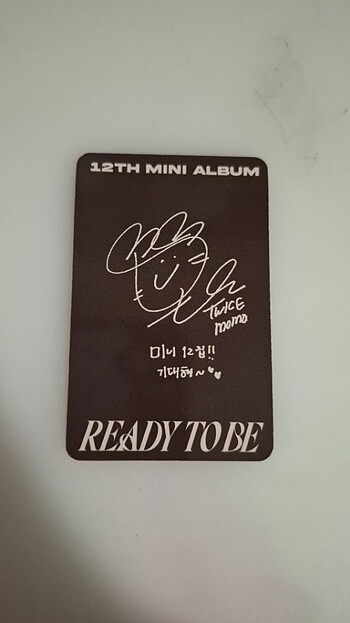 12TH MINI ALBUM
TWICE
MOMO
미니 12집!!
기대해~
READY TO BE